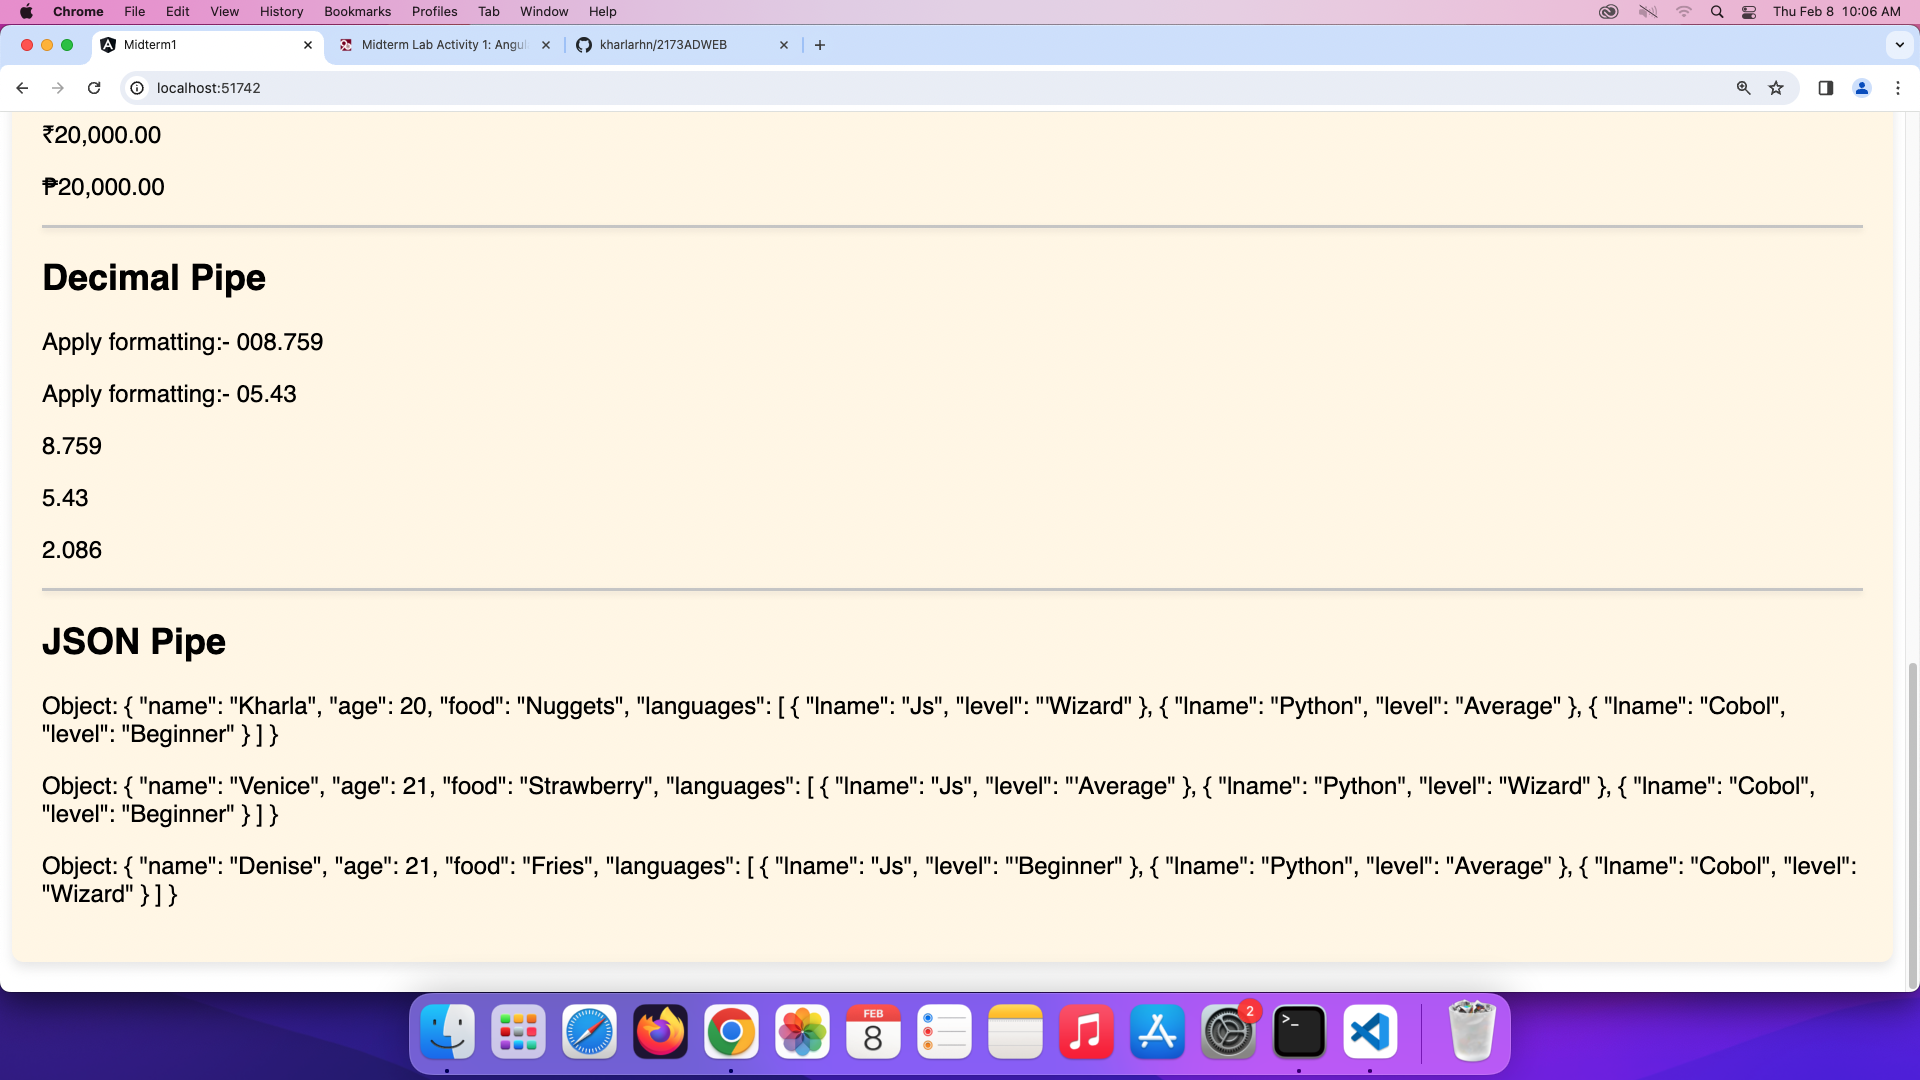 Chrome File Edit View History Bookmarks Profiles Tab Window Help Thu Feb 8 10:06 AM
Midterm1 Midterm Lab Activity 1: Angul kharlarhn/2173ADWEB
localhost:51742
₹20,000.00
₱20,000.00
Decimal Pipe
Apply formatting:- 008.759
Apply formatting:- 05.43
8.759
5.43
2.086
JSON Pipe
Object: { "name": "Kharla", "age": 20, "food": "Nuggets", "languages": [ { "lname": "Js", "level": "'Wizard" }, { "lname": "Python", "level": "Average" }, { "lname": "Cobol",
"level": "Beginner" } ] }
Object: { "name": "Venice", "age": 21, "food": "Strawberry", "languages": [ { "lname": "Js", "level": "'Average" }, { "lname": "Python", "level": "Wizard" }, { "lname": "Cobol",
"level": "Beginner" } ] }
Object: { "name": "Denise", "age": 21, "food": "Fries", "languages": [ { "lname": "Js", "level": "'Beginner" }, { "lname": "Python", "level": "Average" }, { "lname": "Cobol", "level":
"Wizard" } ] }
FEB
8
2
>_